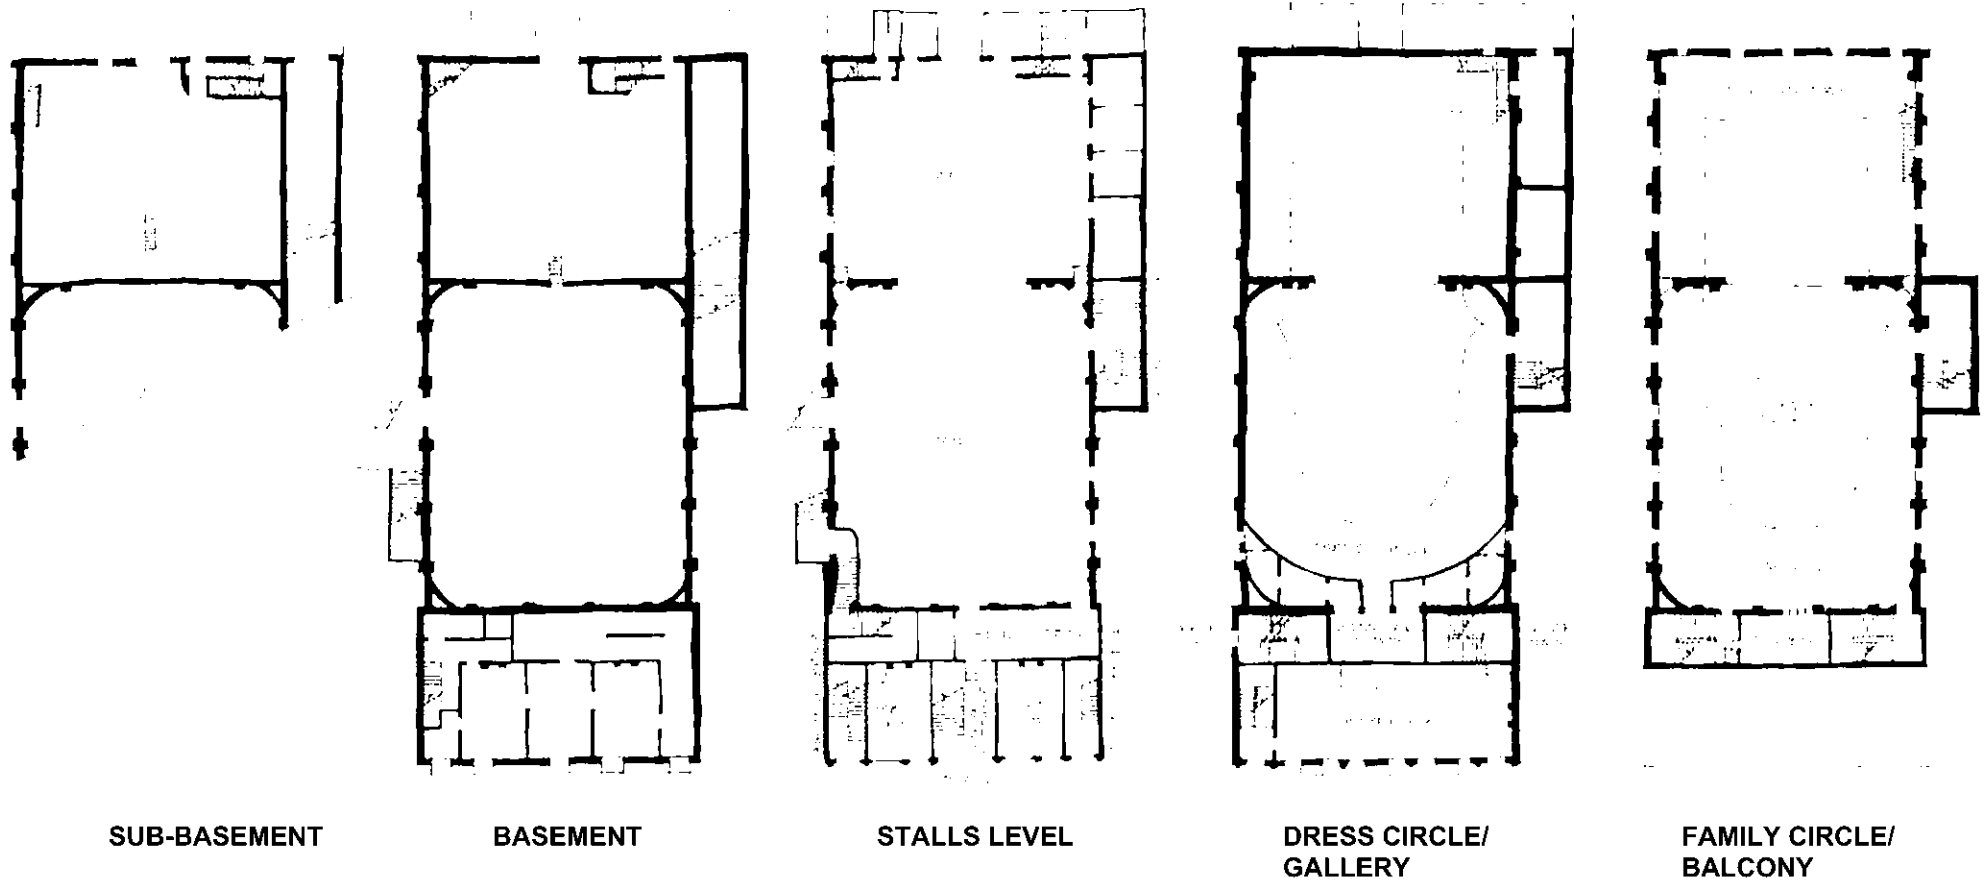 SUB-BASEMENT
BASEMENT
STALLS LEVEL
DRESS CIRCLE/
GALLERY
FAMILY CIRCLE/
BALCONY